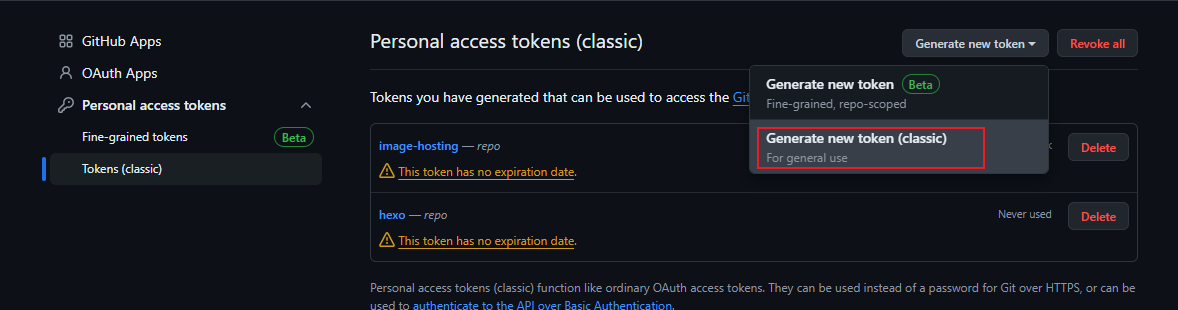 GitHub Apps
OAuth Apps
Personal access tokens
Fine-grained tokens Beta
Tokens (classic)
Personal access tokens (classic)
Generate new token
Revoke all
Generate new token Beta
Fine-grained, repo-scoped
Generate new token (classic)
For general use
Tokens you have generated that can be used to access the
image-hosting — repo
Delete
This token has no expiration date.
hexo — repo
Never used
Delete
This token has no expiration date.
Personal access tokens (classic) function like ordinary OAuth access tokens. They can be used instead of a password for Git over HTTPS, or can be
used to authenticate to the API over Basic Authentication.